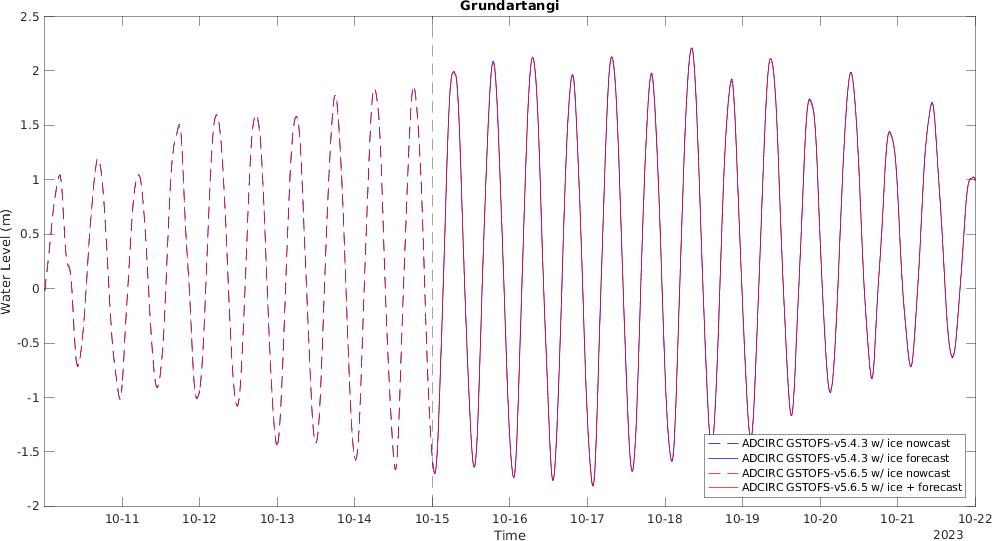 Grundartangi
2.5
2
1.5
1
0.5
0
-0.5
-1
-1.5
-2
Water Level (m)
ADCIRC GSTOFS-v5.4.3 w/ ice nowcast
ADCIRC GSTOFS-v5.4.3 w/ ice forecast
ADCIRC GSTOFS-v5.6.5 w/ ice nowcast
ADCIRC GSTOFS-v5.6.5 w/ ice + forecast
10-11 10-12 10-13 10-14 10-15 10-16 10-17 10-18 10-19 10-20 10-21 10-22
Time
2023